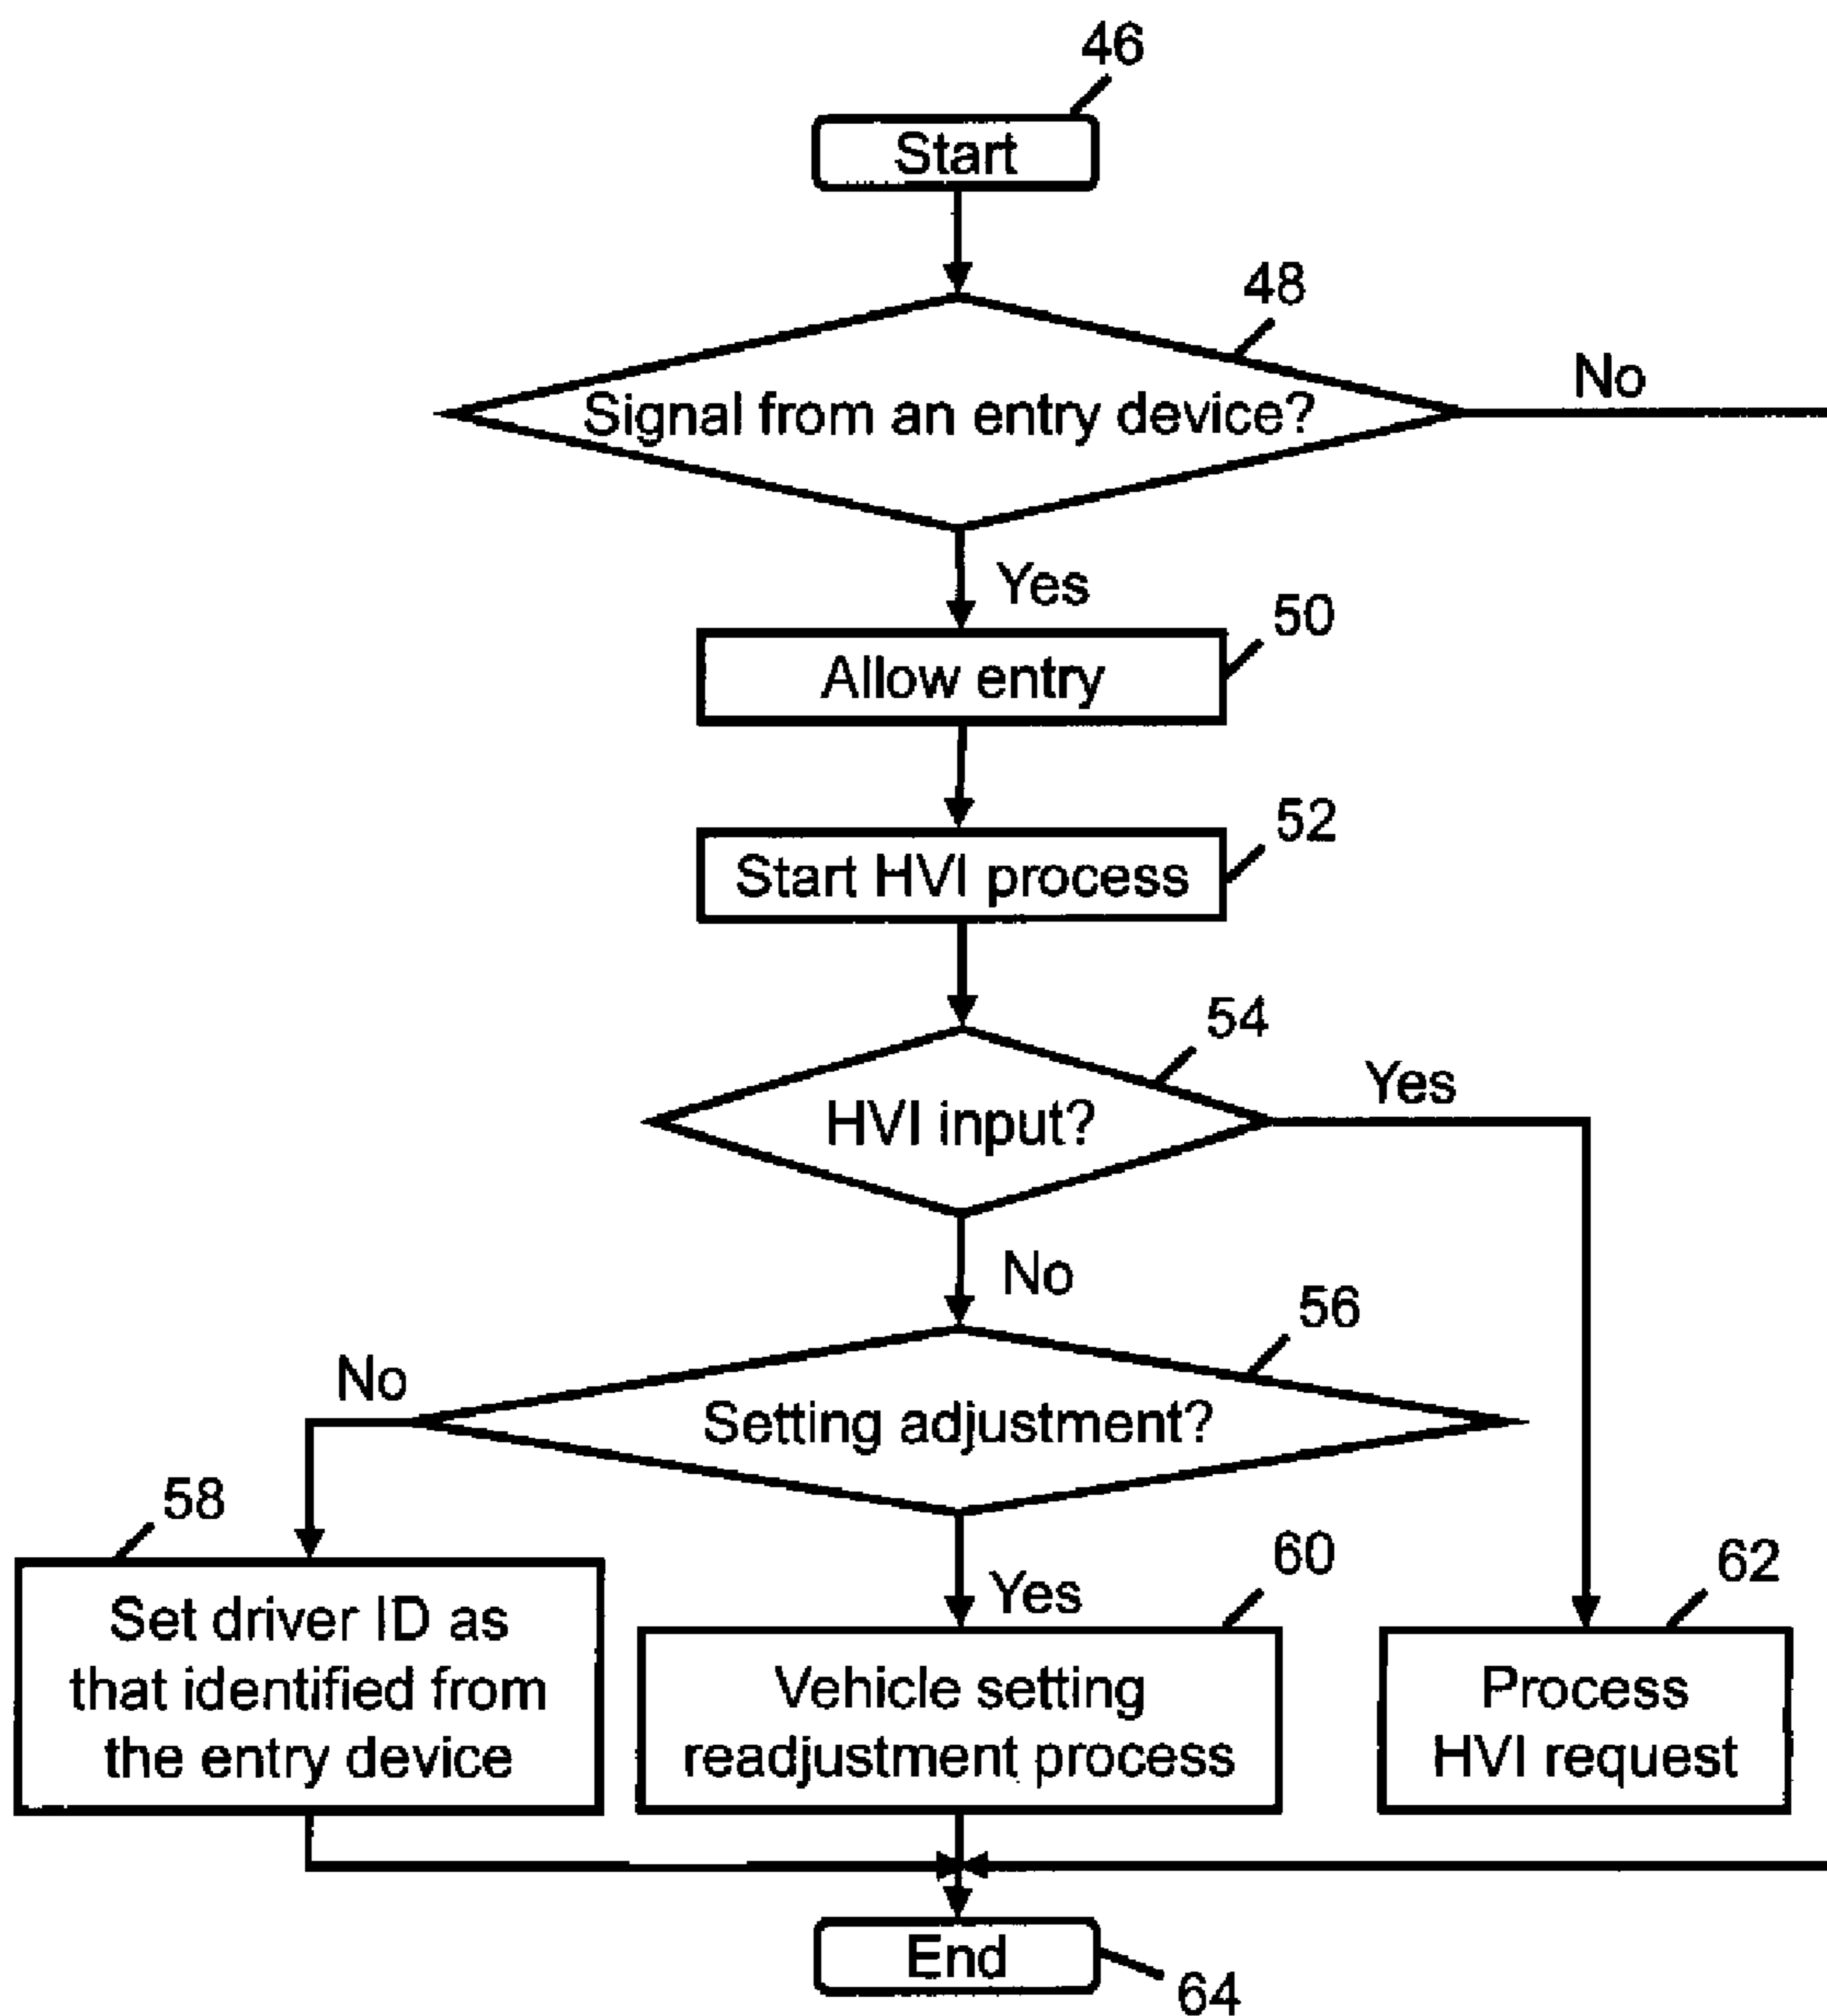 46
Start
48
No
Signal from an entry device?
Yes
50
Allow entry
52
Start HVI process
54
Yes
HVI input?
No
56
No
Setting adjustment?
58
60
Yes
62
Set driver ID as
that identified from
the entry device
Vehicle setting
readjustment process
Process
HVI request
End
64